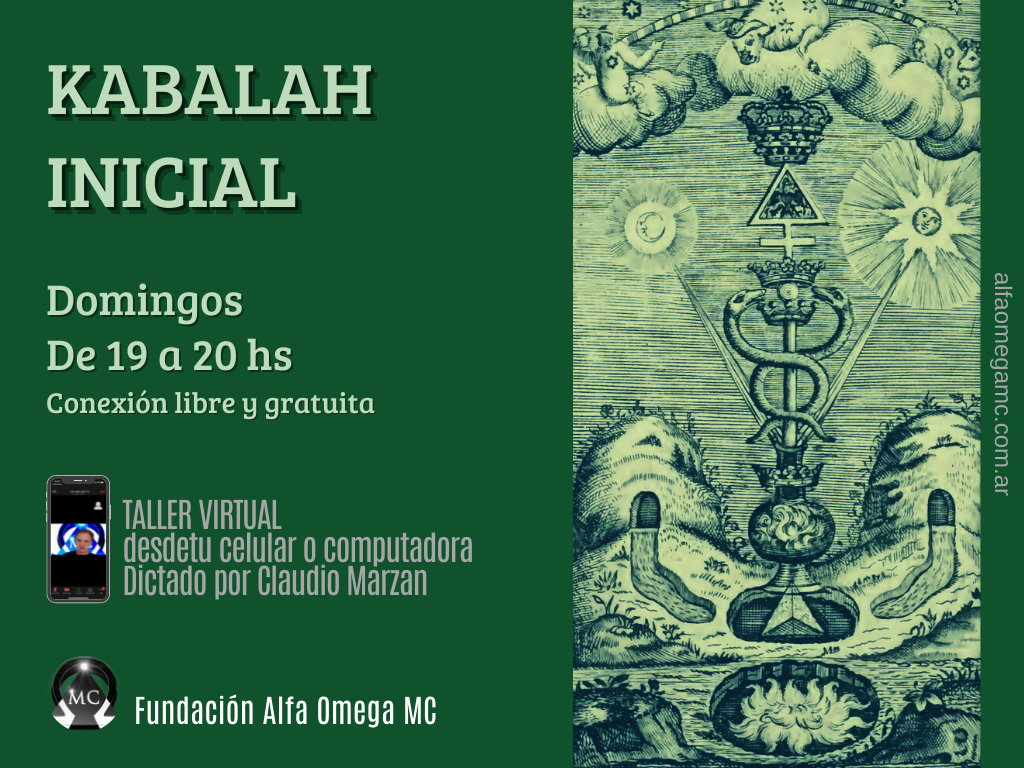 KABALAH
INICIAL
Domingos
De 19 a 20 hs
Conexión libre y gratuita
TALLER VIRTUAL
desdetu celular o computadora
Dictado por Claudio Marzan
MC
Fundación Alfa Omega MC
alfaomegamc.com.ar